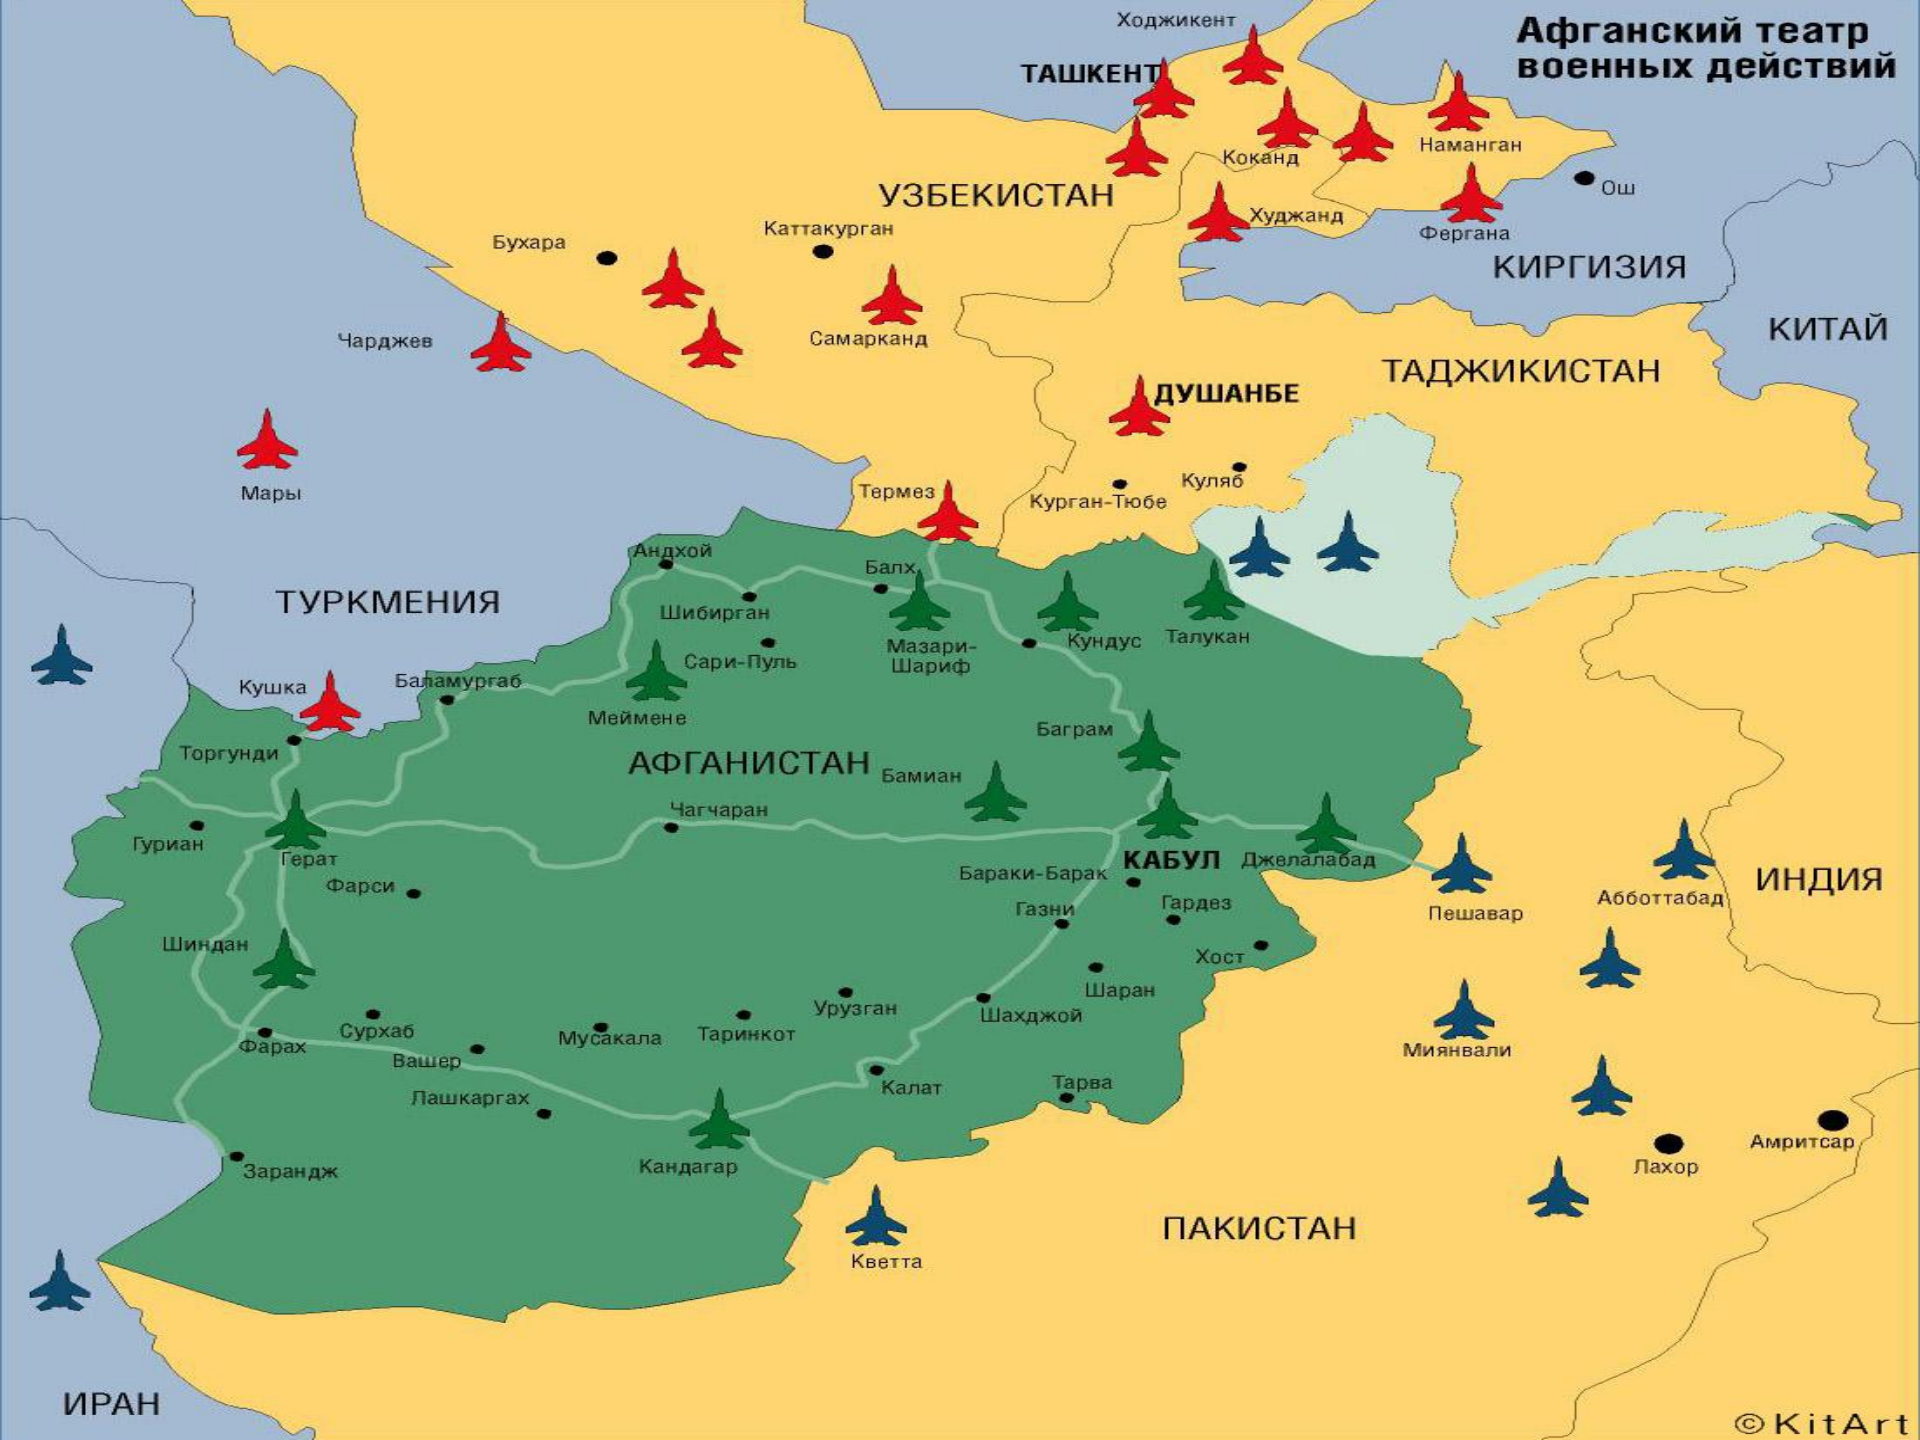 Ходжикент
Афганский театр
военных действий
ТАШКЕНТ
Наманган
Коканд
Ош
УЗБЕКИСТАН
Худжанд
Фергана
Каттакурган
Бухара
КИРГИЗИЯ
КИТАЙ
Чарджев
Самарканд
ТАДЖИКИСТАН
ДУШАНБЕ
Мары
Термез
Куляб
Курган-Тюбе
Андхой
Балх
ТУРКМЕНИЯ
Шибирган
Мазари-
Шариф
Кундус
Талукан
Сари-Пуль
Кушка
Баламургаб
Меймене
Баграм
Торгунди
АФГАНИСТАН
Бамиан
Чагчаран
Гуриан
Герат
КАБУЛ
Джелалабад
Бараки-Барак
Фарси
ИНДИЯ
Абботтабад
Газни
Гардез
Пешавар
Шиндан
Хост
Шаран
Урузган
Шахджой
Сурхаб
Мусакала
Таринкот
Фарах
Миянвали
Вашер
Калат
Тарва
Лашкаргах
Амритсар
Зарандж
Кандагар
Лахор
ПАКИСТАН
Кветта
ИРАН
©KitArt